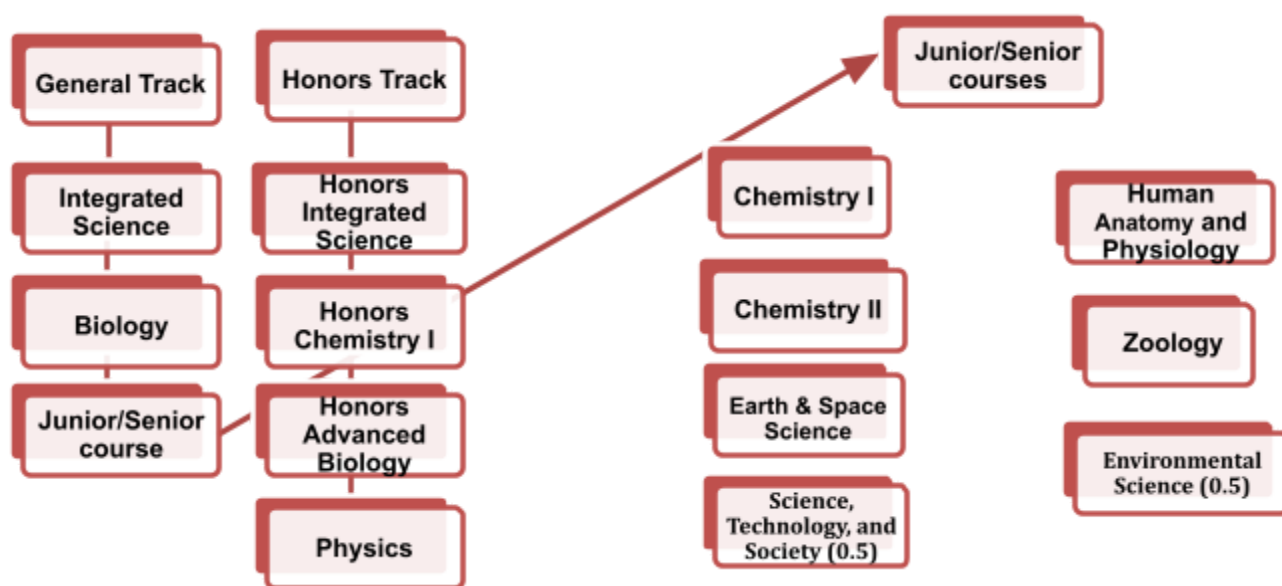 General Track
Integrated
Science
Biology
Junior/Senior
course
Honors Track
Honors
Integrated
Science
Honors
Chemistry I
Honors
Advanced
Biology
Physics
Junior/Senior
courses
Chemistry I
Chemistry II
Earth & Space
Science
Science,
Technology, and
Society (0.5)
Human
Anatomy and
Physiology
Zoology
Environmental
Science (0.5)